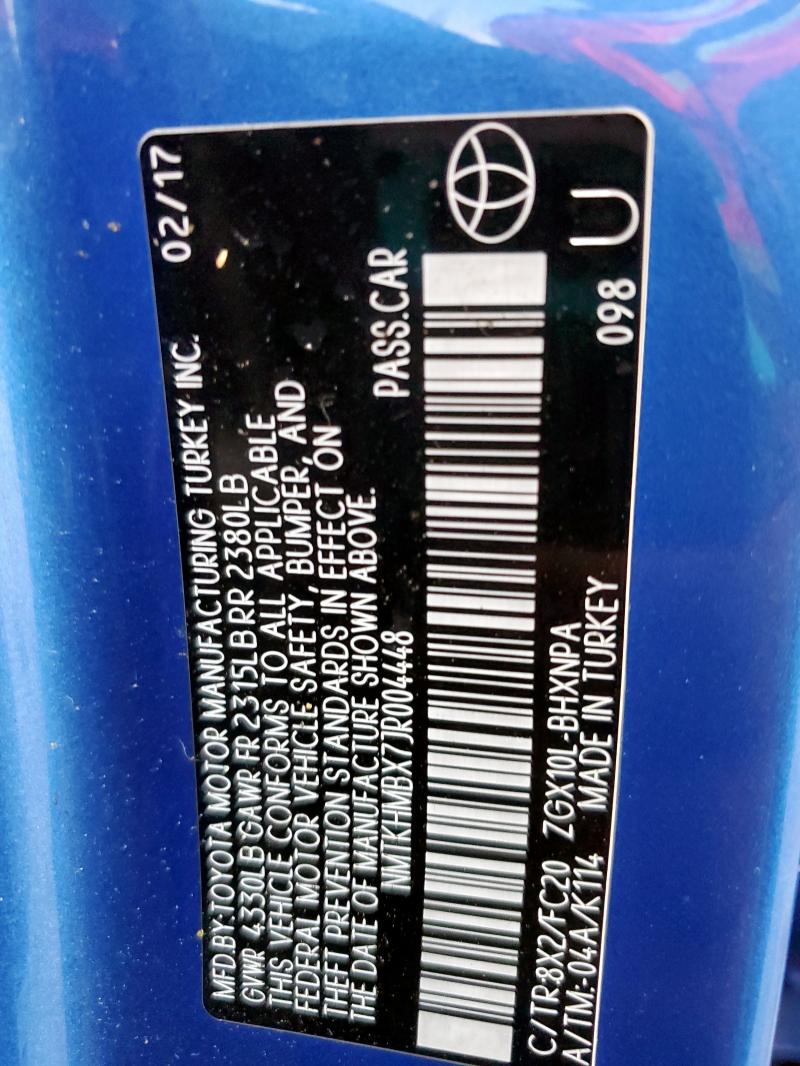 MFD.BY:TOYOTA MOTOR MANUFACTURING TURKEY INC. 02/17
GVWR 4330LB GAWR FR 2315LB RR 2380LB
THIS VEHICLE CONFORMS TO ALL APPLICABLE
FEDERAL MOTOR VEHICLE SAFETY, BUMPER, AND
THEFT PREVENTION STANDARDS IN EFFECT ON
THE DATE OF MANUFACTURE SHOWN ABOVE.
NMTKHMBX7JR004448 PASS.CAR
C/TR:8X2/FC20 ZGX10L-BHXNPA
A/TM:-04A/K114 MADE IN TURKEY 098 U